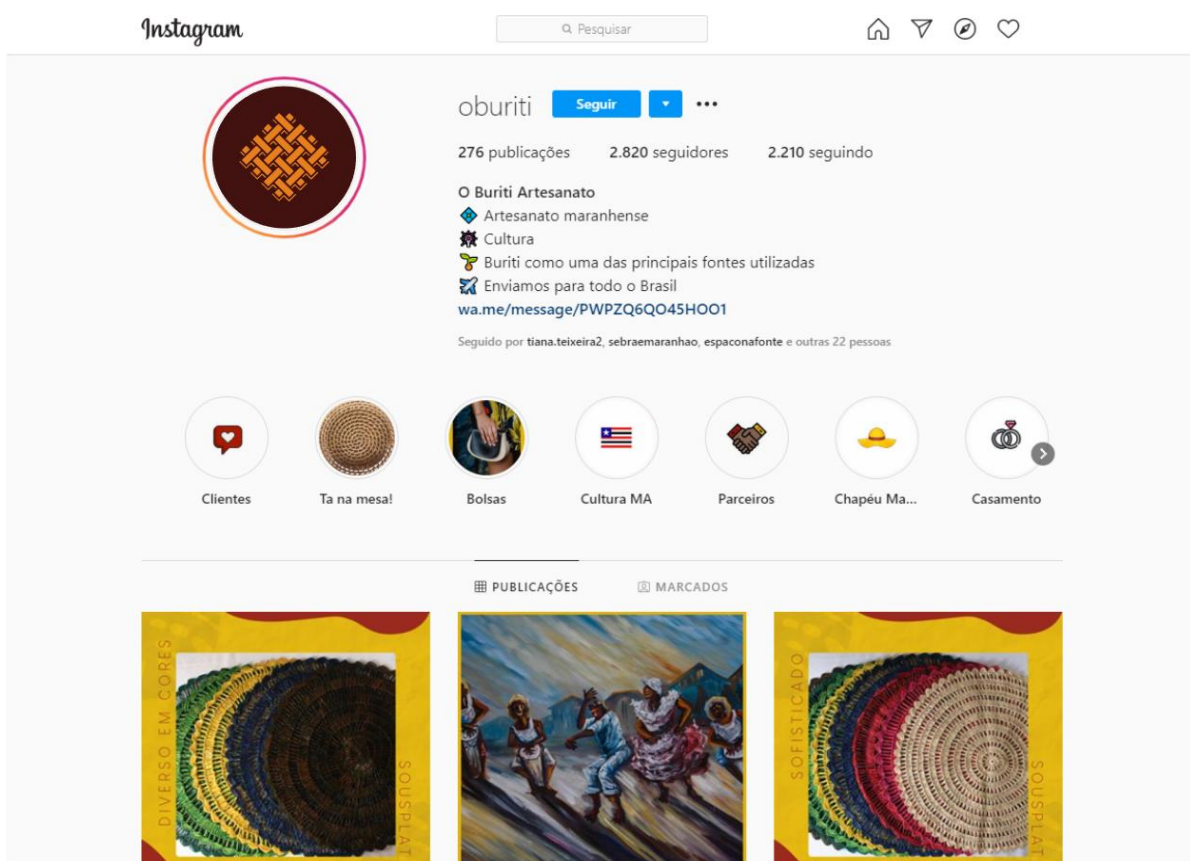 Instagram
Pesquisar
oburiti Seguir
276 publicações 2.820 seguidores 2.210 seguindo
O Buriti Artesanato
Artesanato maranhense
Cultura
Buriti como uma das principais fontes utilizadas
Enviamos para todo o Brasil
wa.me/message/PWPZQ6QO45HOO1
Seguido por tiana.teixeira2, sebraemaranhao, espaconafonte e outras 22 pessoas
Clientes Ta na mesa! Bolsas Cultura MA Parceiros Chapéu Ma... Casamento
PUBLICAÇÕES MARCADOS
DIVERSO EM CORES
SOUSPLAT
SOFISTICADO
SOUSPLAT